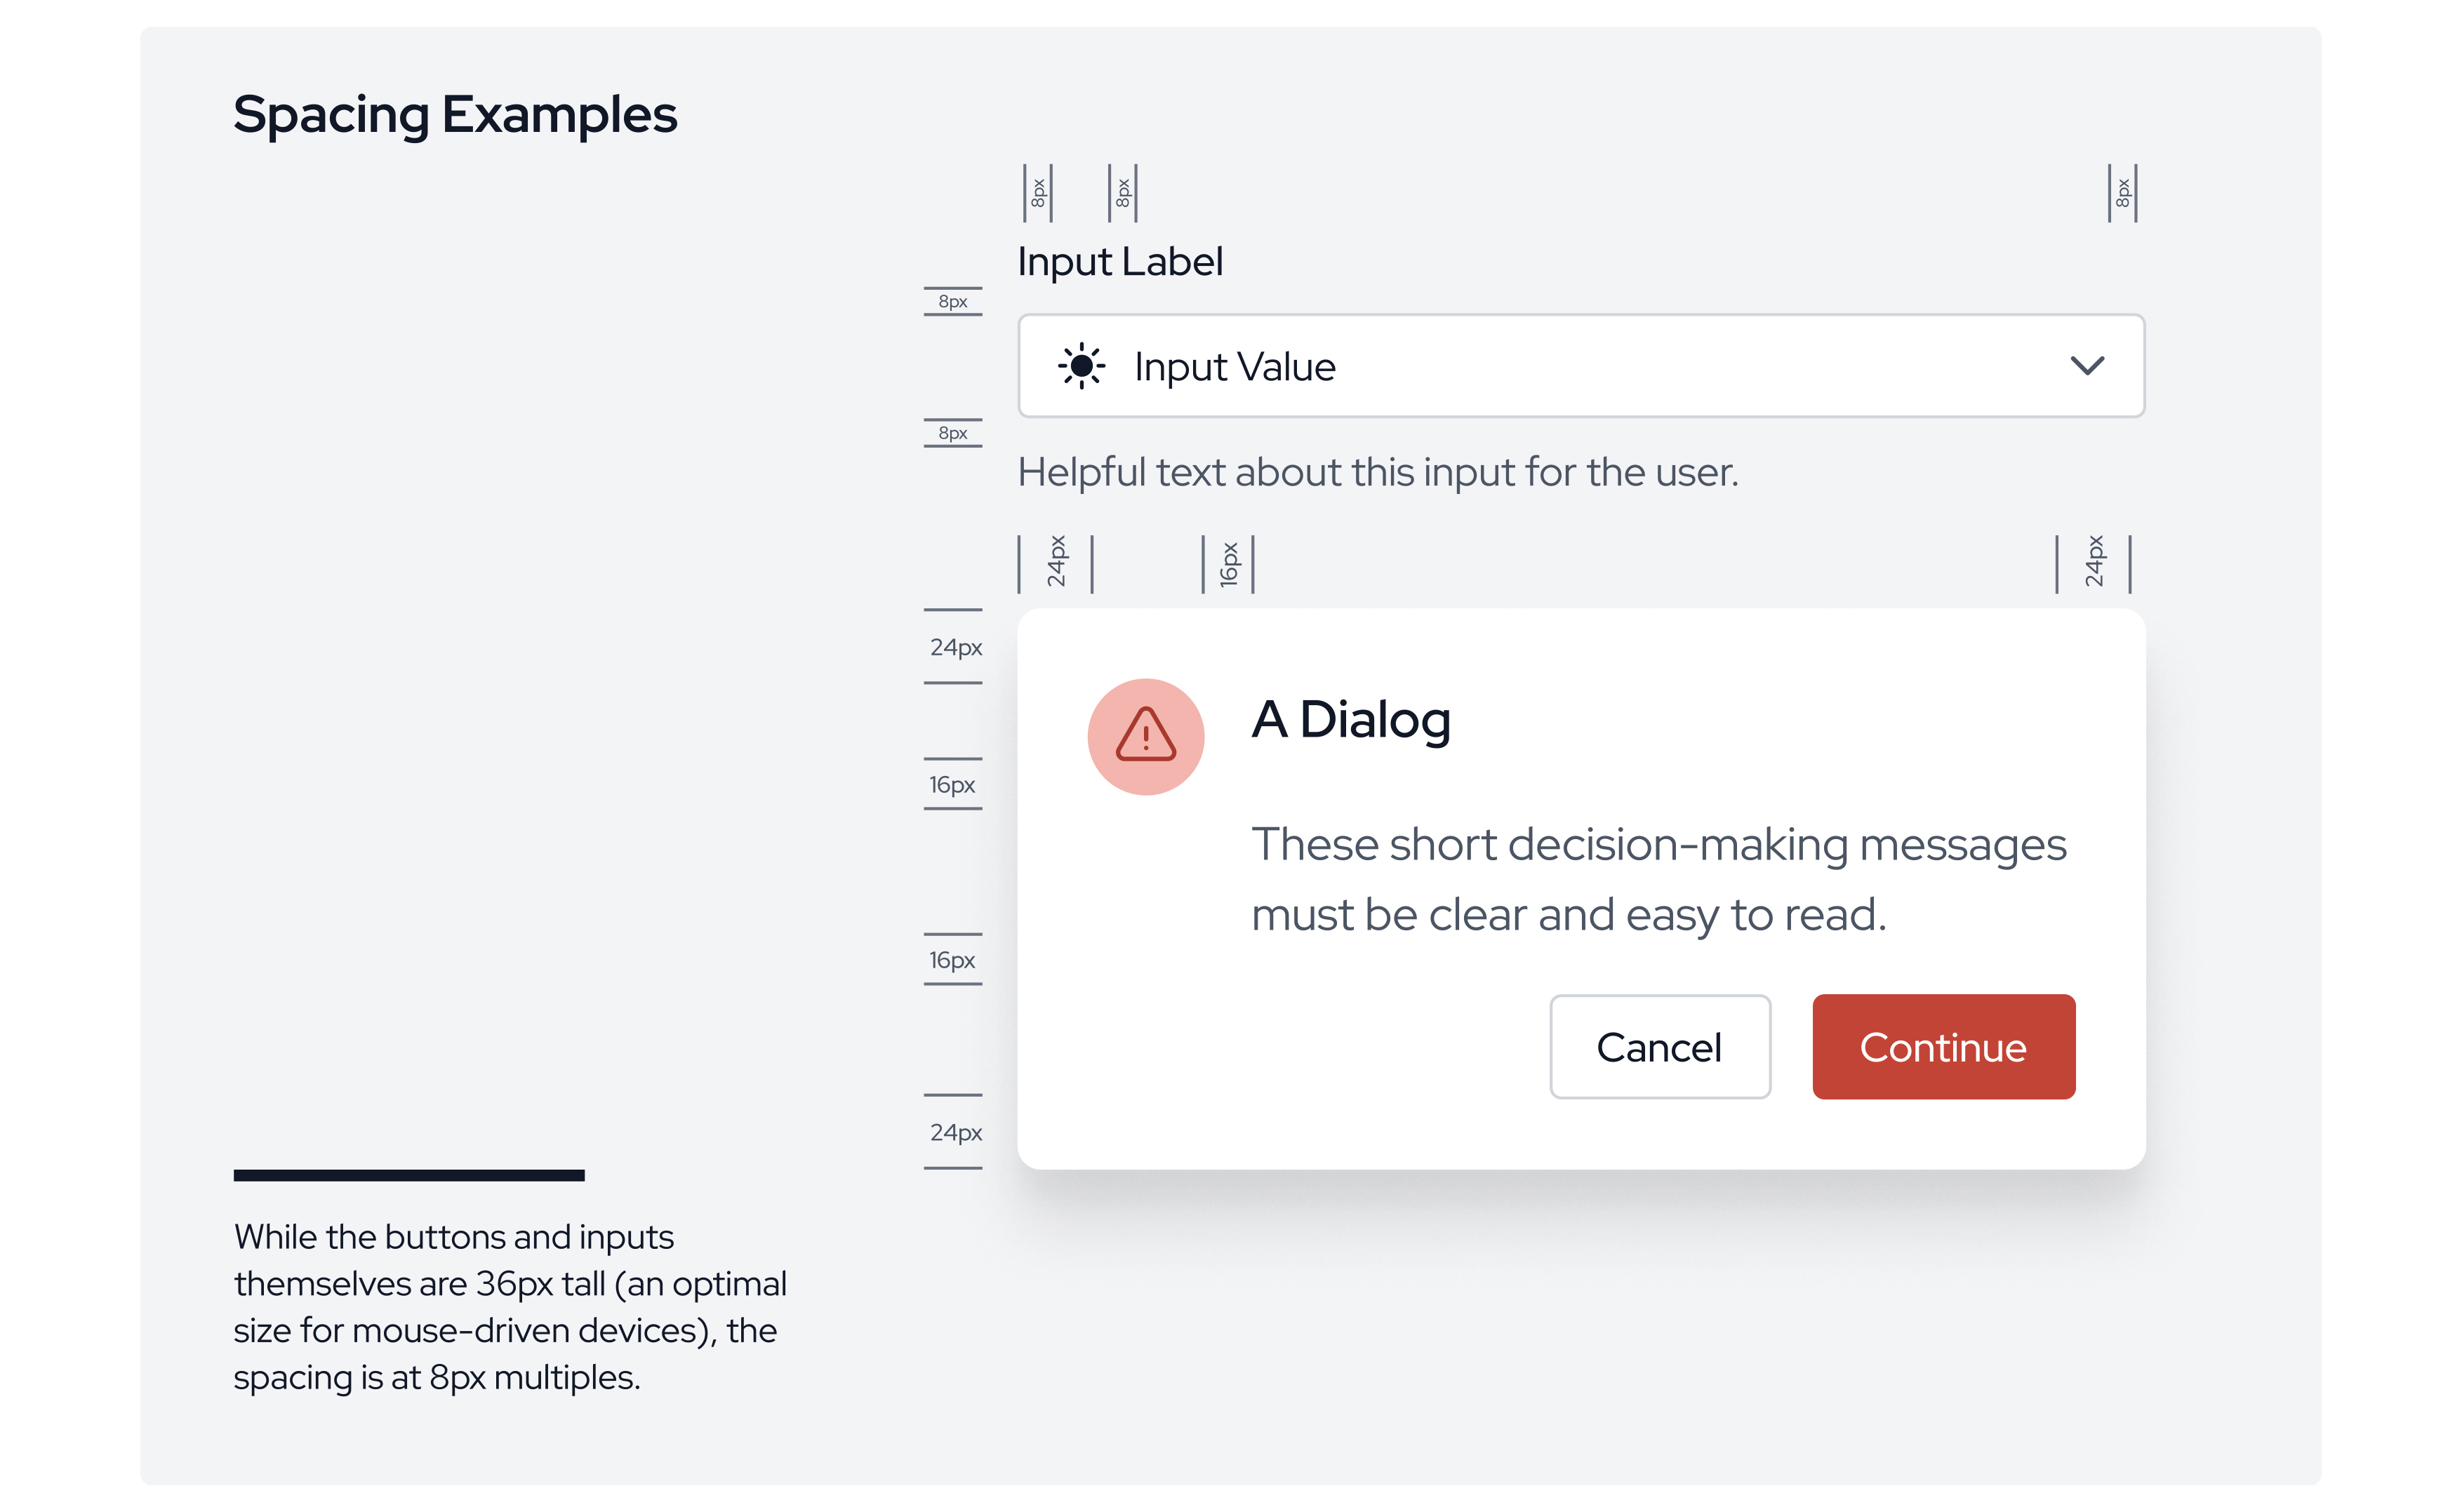 Spacing Examples
8px
8px
8px
Input Label
8px
Input Value
8px
Helpful text about this input for the user.
24px
16px
24px
24px
A Dialog
16px
These short decision-making messages
must be clear and easy to read.
16px
Cancel
Continue
24px
While the buttons and inputs
themselves are 36px tall (an optimal
size for mouse-driven devices), the
spacing is at 8px multiples.